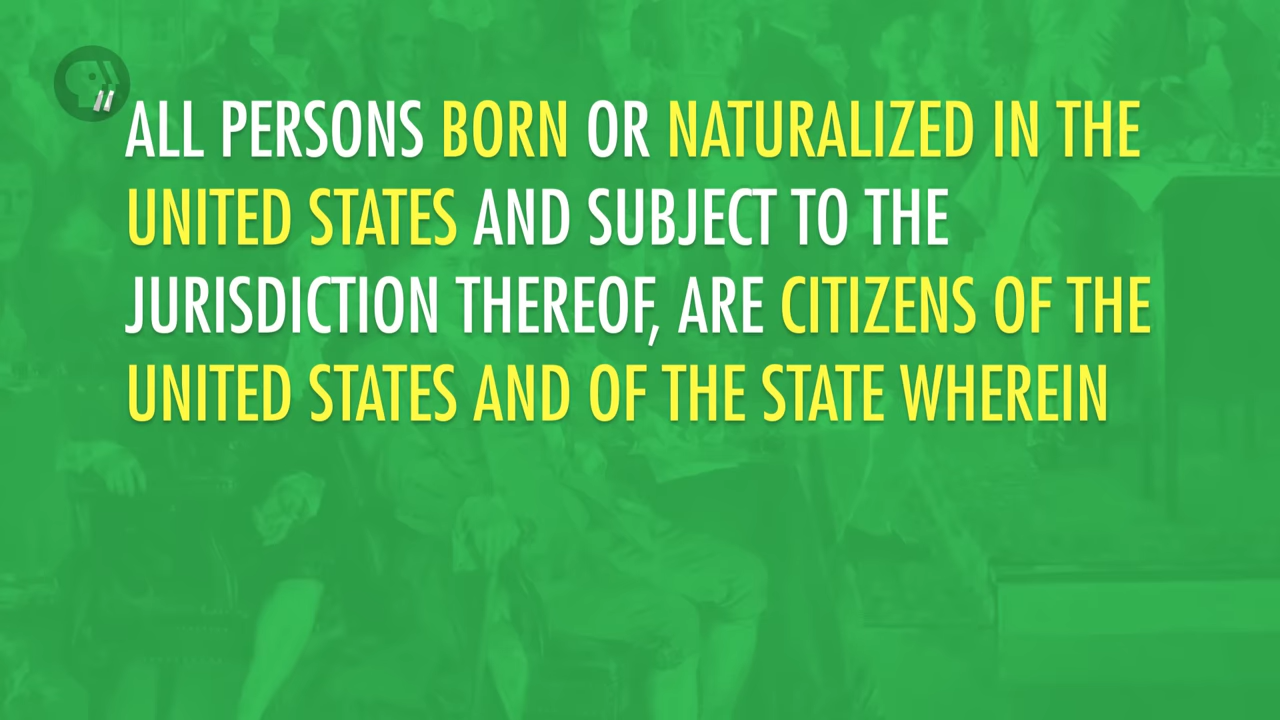 ALL PERSONS BORN OR NATURALIZED IN THE
UNITED STATES AND SUBJECT TO THE
JURISDICTION THEREOF, ARE CITIZENS OF THE
UNITED STATES AND OF THE STATE WHEREIN